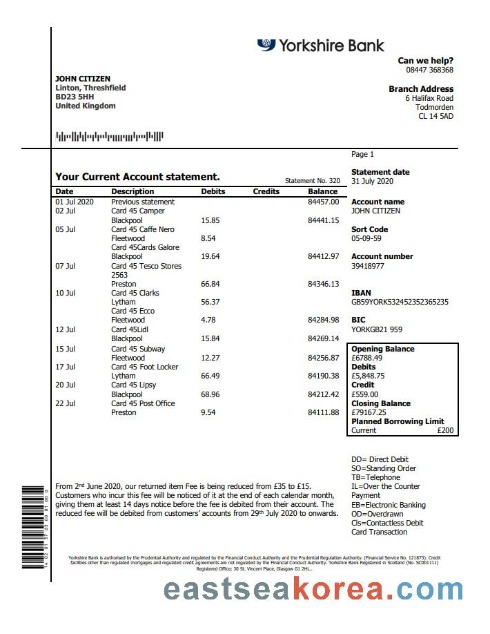 Yorkshire Bank
Can we help?
08447 368368
JOHN CITIZEN
Linton, Threshfield
BD23 5HH
United Kingdom
Branch Address
6 Halifax Road
Todmorden
CL 14 5AD
Page 1
Your Current Account statement.
Statement No. 320
Statement date
31 July 2020
Date Description Debits Credits Balance
01 Jul 2020 Previous statement 84457.00
02 Jul Card 45 Camper
Blackpool 15.85 84441.15
05 Jul Card 45 Caffe Nero
Fleetwood 8.54
Card 45Cards Galore
Blackpool 19.64 84412.97
07 Jul Card 45 Tesco Stores
2563
Preston 66.84 84346.13
10 Jul Card 45 Clarks
Lytham 56.37
Card 45 Ecco
Fleetwood 4.78 84284.98
12 Jul Card 45Lidl
Blackpool 15.84 84269.14
15 Jul Card 45 Subway
Fleetwood 12.27 84256.87
17 Jul Card 45 Foot Locker
Lytham 66.49 84190.38
20 Jul Card 45 Lipsy
Blackpool 68.96 84212.42
22 Jul Card 45 Post Office
Preston 9.54 84111.88
Account name
JOHN CITIZEN
Sort Code
05-09-59
Account number
39418977
IBAN
GB59YORK532452352365235
BIC
YORKGB21 959
Opening Balance
£6788.49
Debits
£5,848.75
Credit
£559.00
Closing Balance
£79167.25
Planned Borrowing Limit
Current £200
DD= Direct Debit
SO=Standing Order
TB=Telephone
IL=Over the Counter
Payment
EB=Electronic Banking
OD=Overdrawn
Cls=Contactless Debit
Card Transaction
From 2nd June 2020, our returned item Fee is being reduced from £35 to £15.
Customers who incur this fee will be noticed of it at the end of each calendar month,
giving them at least 14 days notice before the fee is debited from their account. The
reduced fee will be debited from customers' accounts from 29th July 2020 to onwards.
Yorkshire Bank is authorised by the Prudential Authority and regulated by the Financial Conduct Authority and the Prudential Regulation Authority. (Financial Service No. 121873). Credit
facilities other than regulated mortgages and regulated credit agreements are not regulated by the Financial Conduct Authority. Yorkshire Bank Registered in Scotland (No. SC001111)
Registered Office: 30 St. Vincent Place, Glasgow G1 2HL.
eastseakorea.com